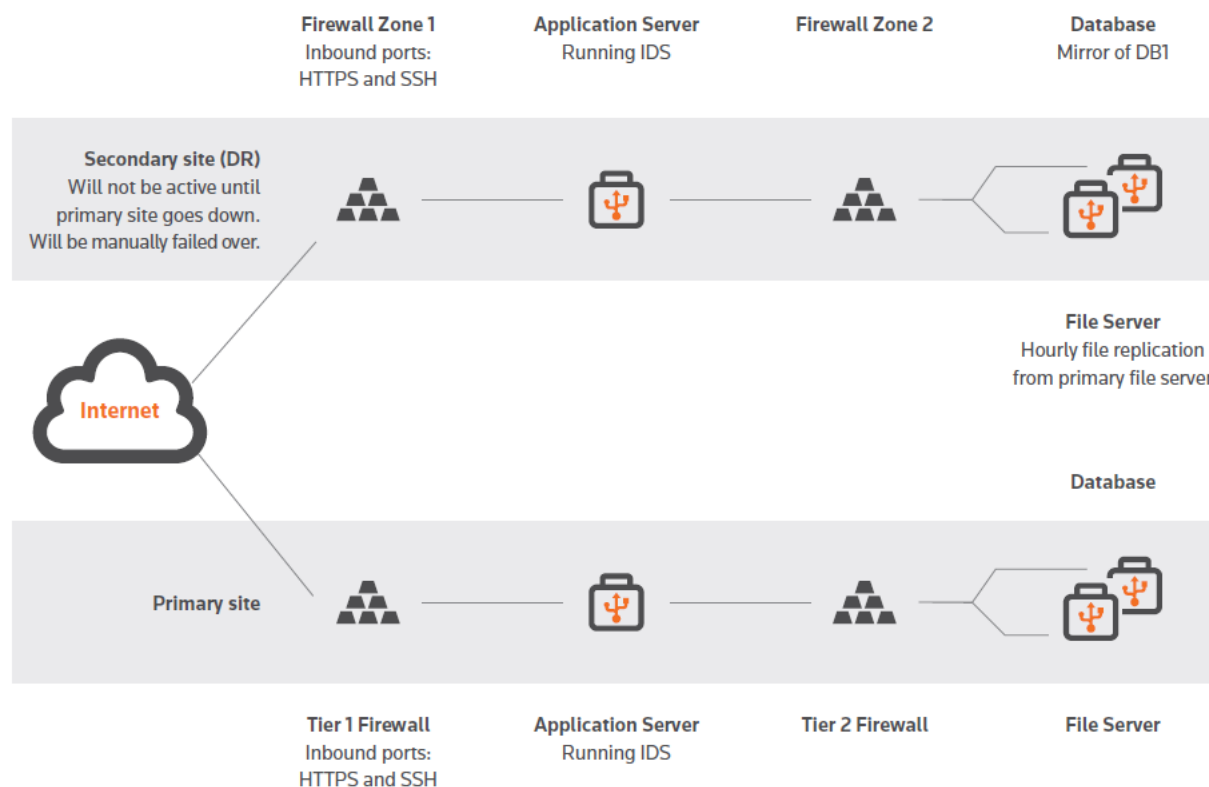 Firewall Zone 1
Inbound ports:
HTTPS and SSH
Application Server
Running IDS
Firewall Zone 2
Database
Mirror of DB1
Secondary site (DR)
Will not be active until
primary site goes down.
Will be manually failed over.
File Server
Hourly file replication
from primary file server
Internet
Database
Primary site
Tier 1 Firewall
Inbound ports:
HTTPS and SSH
Application Server
Running IDS
Tier 2 Firewall
File Server